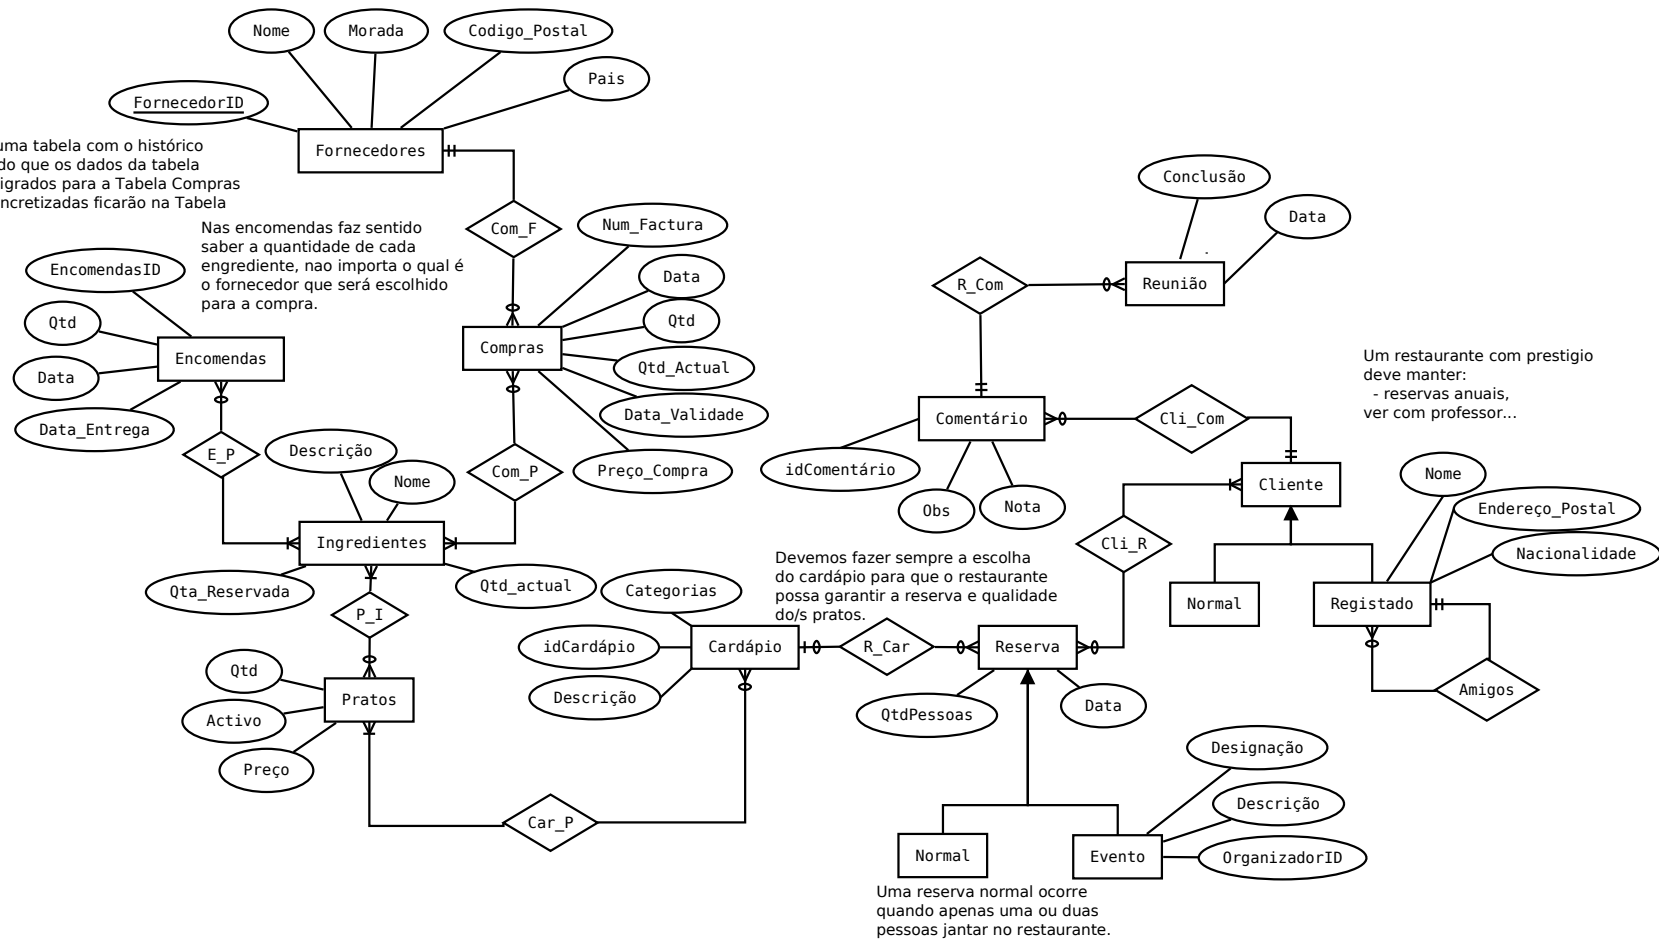 Nome
Morada
Codigo_Postal
Pais
FornecedorID
Fornecedores
uma tabela com o histórico
do que os dados da tabela
igrados para a Tabela Compras
ncretizadas ficarão na Tabela
Com_F
Nas encomendas faz sentido
saber a quantidade de cada
engrediente, nao importa o qual é
o fornecedor que será escolhido
para a compra.
EncomendasID
Qtd
Data
Data_Entrega
Encomendas
Num_Factura
Data
Qtd
Qtd_Actual
Data_Validade
Preço_Compra
Compras
Conclusão
Data
Reunião
R_Com
Um restaurante com prestigio
deve manter:
- reservas anuais,
ver com professor...
Comentário
Cli_Com
idComentário
Obs
Nota
Cliente
Nome
Endereço_Postal
Nacionalidade
E_P
Descrição
Nome
Com_P
Ingredientes
Qta_Reservada
Qtd_actual
P_I
Cli_R
Devemos fazer sempre a escolha
do cardápio para que o restaurante
possa garantir a reserva e qualidade
do/s pratos.
Categorias
idCardápio
Descrição
Cardápio
R_Car
Reserva
QtdPessoas
Data
Normal
Registado
Amigos
Qtd
Activo
Preço
Pratos
Car_P
Designação
Descrição
OrganizadorID
Normal
Evento
Uma reserva normal ocorre
quando apenas uma ou duas
pessoas jantar no restaurante.